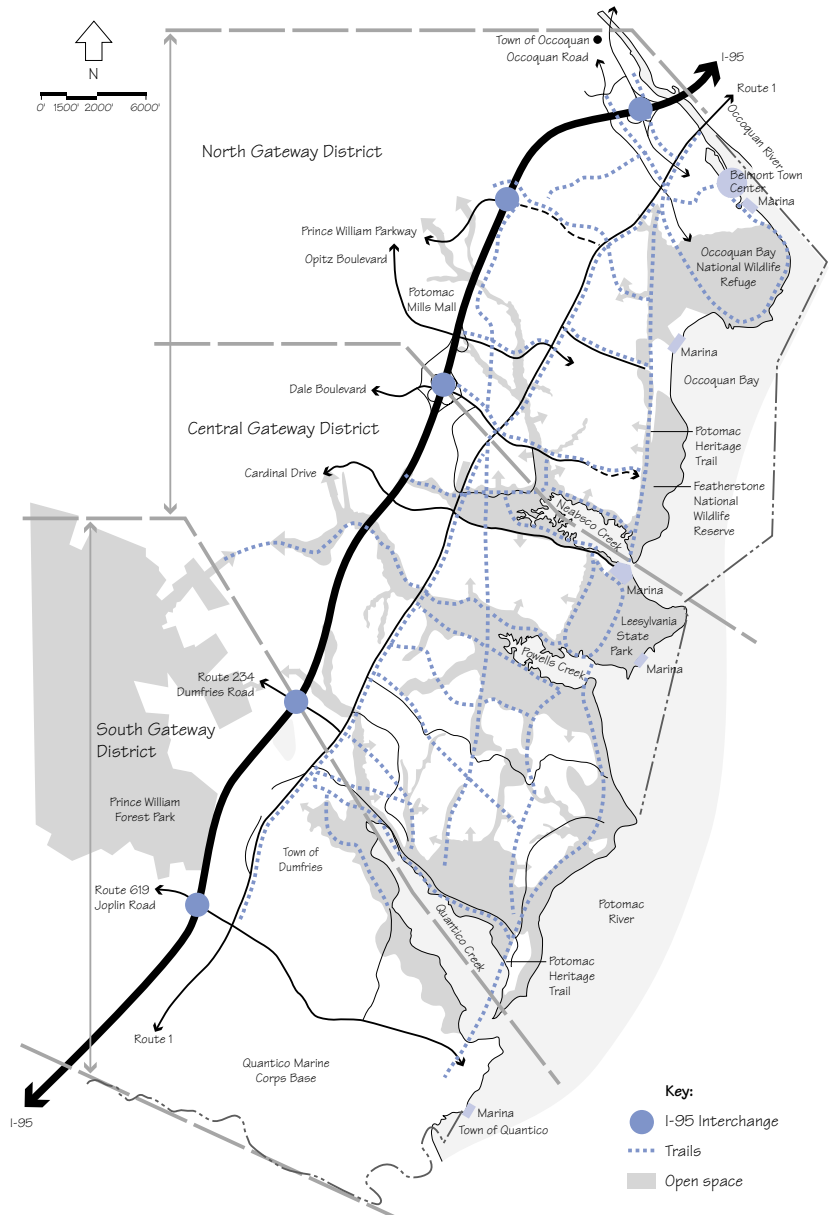 Town of Occoquan
Occoquan Road
I-95
N
Route 1
0' 1500' 2000' 6000'
Occoquan River
North Gateway District
Belmont Town
Center
Marina
Prince William Parkway
Opitz Boulevard
Occoquan Bay
National Wildlife
Refuge
Potomac
Mills Mall
Marina
Occoquan Bay
Dale Boulevard
Central Gateway District
Potomac
Heritage
Trail
Cardinal Drive
Featherstone
National
Wildlife
Reserve
Neabsco Creek
Marina
Leesylvania
State
Park
Powells Creek
Marina
Route 234
Dumfries Road
South Gateway
District
Prince William
Forest Park
Town of
Dumfries
Route 619
Joplin Road
Potomac
River
Quantico Creek
Potomac
Heritage
Trail
Route 1
Quantico Marine
Corps Base
I-95
Marina
Town of Quantico
Key:
I-95 Interchange
Trails
Open space